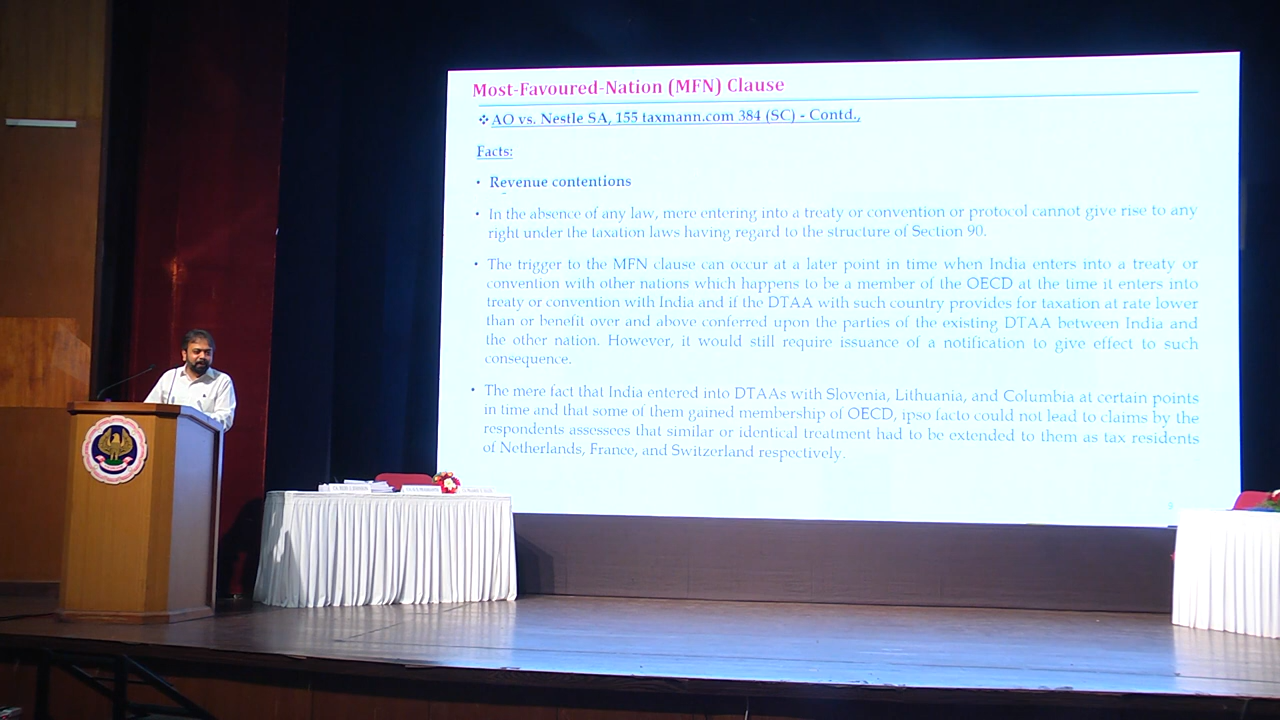 Most-Favoured-Nation (MFN) Clause
❖ AO vs. Nestle SA, 155 taxmann.com 384 (SC) - Contd.,
Facts:
• Revenue contentions
• In the absence of any law, mere entering into a treaty or convention or protocol cannot give rise to any
right under the taxation laws having regard to the structure of Section 90.
• The trigger to the MFN clause can occur at a later point in time when India enters into a treaty or
convention with other nations which happens to be a member of the OECD at the time it enters into
treaty or convention with India and if the DTAA with such country provides for taxation at rate lower
than or benefit over and above conferred upon the parties of the existing DTAA between India and
the other nation. However, it would still require issuance of a notification to give effect to such
consequence.
• The mere fact that India entered into DTAAs with Slovenia, Lithuania, and Columbia at certain points
in time and that some of them gained membership of OECD, ipso facto could not lead to claims by the
respondents assessees that similar or identical treatment had to be extended to them as tax residents
of Netherlands, France, and Switzerland respectively.